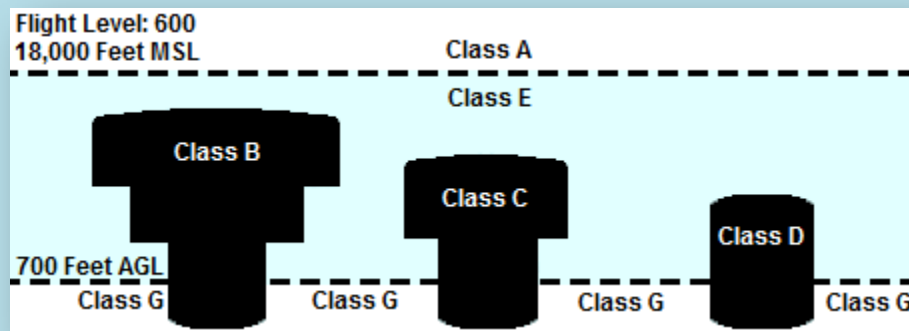 Flight Level: 600
18,000 Feet MSL
Class A
Class E
Class B
Class C
Class D
700 Feet AGL
Class G
Class G
Class G
Class G